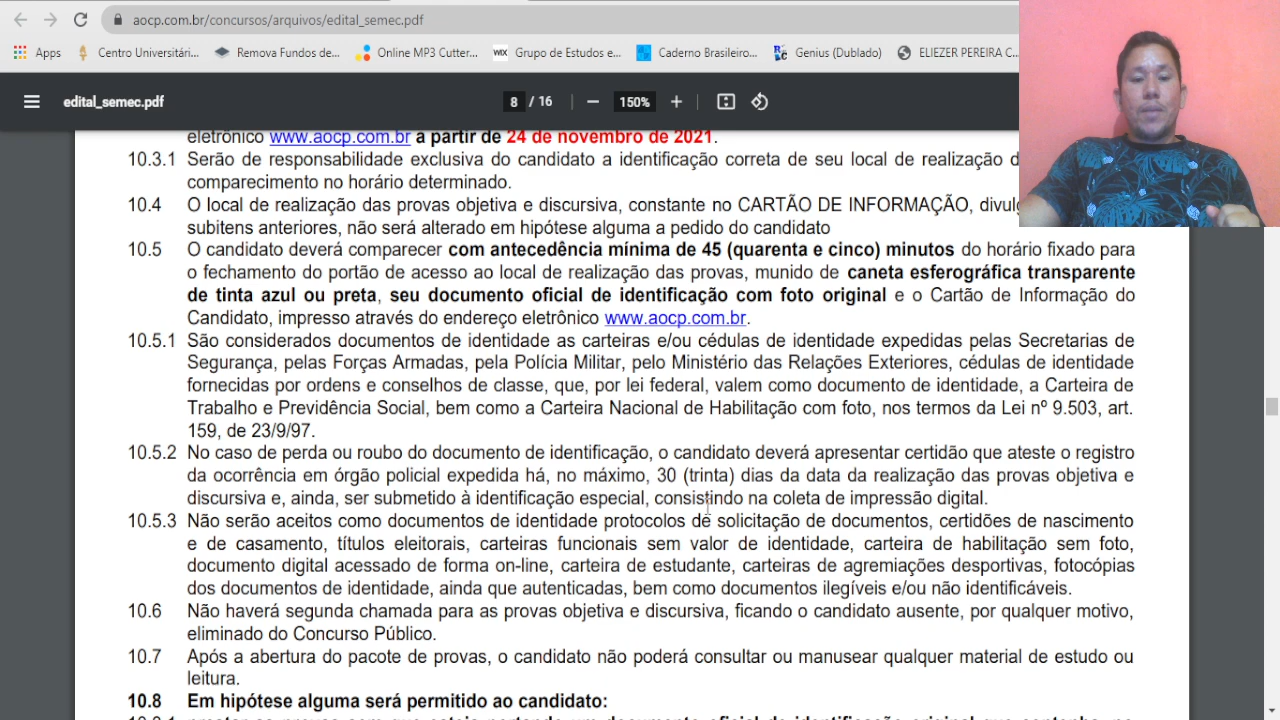 aocp.com.br/concursos/arquivos/edital_semec.pdf
Apps Centro Universitári... Remova Fundos de... Online MP3 Cutter... WIX Grupo de Estudos e... Caderno Brasileiro... Genius (Dublado) ELIEZER PEREIRA C...
edital_semec.pdf 8 / 16 150%
eletrônico www.aocp.com.br a partir de 24 de novembro de 2021.
10.3.1 Serão de responsabilidade exclusiva do candidato a identificação correta de seu local de realização d
comparecimento no horário determinado.
10.4 O local de realização das provas objetiva e discursiva, constante no CARTÃO DE INFORMAÇÃO, divulg
subitens anteriores, não será alterado em hipótese alguma a pedido do candidato
10.5 O candidato deverá comparecer com antecedência mínima de 45 (quarenta e cinco) minutos do horário fixado para
o fechamento do portão de acesso ao local de realização das provas, munido de caneta esferográfica transparente
de tinta azul ou preta, seu documento oficial de identificação com foto original e o Cartão de Informação do
Candidato, impresso através do endereço eletrônico www.aocp.com.br.
10.5.1 São considerados documentos de identidade as carteiras e/ou cédulas de identidade expedidas pelas Secretarias de
Segurança, pelas Forças Armadas, pela Polícia Militar, pelo Ministério das Relações Exteriores, cédulas de identidade
fornecidas por ordens e conselhos de classe, que, por lei federal, valem como documento de identidade, a Carteira de
Trabalho e Previdência Social, bem como a Carteira Nacional de Habilitação com foto, nos termos da Lei nº 9.503, art.
159, de 23/9/97.
10.5.2 No caso de perda ou roubo do documento de identificação, o candidato deverá apresentar certidão que ateste o registro
da ocorrência em órgão policial expedida há, no máximo, 30 (trinta) dias da data da realização das provas objetiva e
discursiva e, ainda, ser submetido à identificação especial, consistindo na coleta de impressão digital.
10.5.3 Não serão aceitos como documentos de identidade protocolos de solicitação de documentos, certidões de nascimento
e de casamento, títulos eleitorais, carteiras funcionais sem valor de identidade, carteira de habilitação sem foto,
documento digital acessado de forma on-line, carteira de estudante, carteiras de agremiações desportivas, fotocópias
dos documentos de identidade, ainda que autenticadas, bem como documentos ilegíveis e/ou não identificáveis.
10.6 Não haverá segunda chamada para as provas objetiva e discursiva, ficando o candidato ausente, por qualquer motivo,
eliminado do Concurso Público.
10.7 Após a abertura do pacote de provas, o candidato não poderá consultar ou manusear qualquer material de estudo ou
leitura.
10.8 Em hipótese alguma será permitido ao candidato: